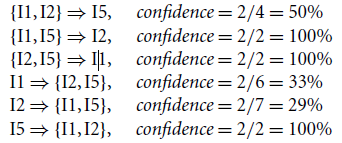 {I1,I2} ⇒ I5, confidence = 2/4 = 50%
{I1,I5} ⇒ I2, confidence = 2/2 = 100%
{I2,I5} ⇒ I1, confidence = 2/2 = 100%
I1 ⇒ {I2,I5}, confidence = 2/6 = 33%
I2 ⇒ {I1,I5}, confidence = 2/7 = 29%
I5 ⇒ {I1,I2}, confidence = 2/2 = 100%